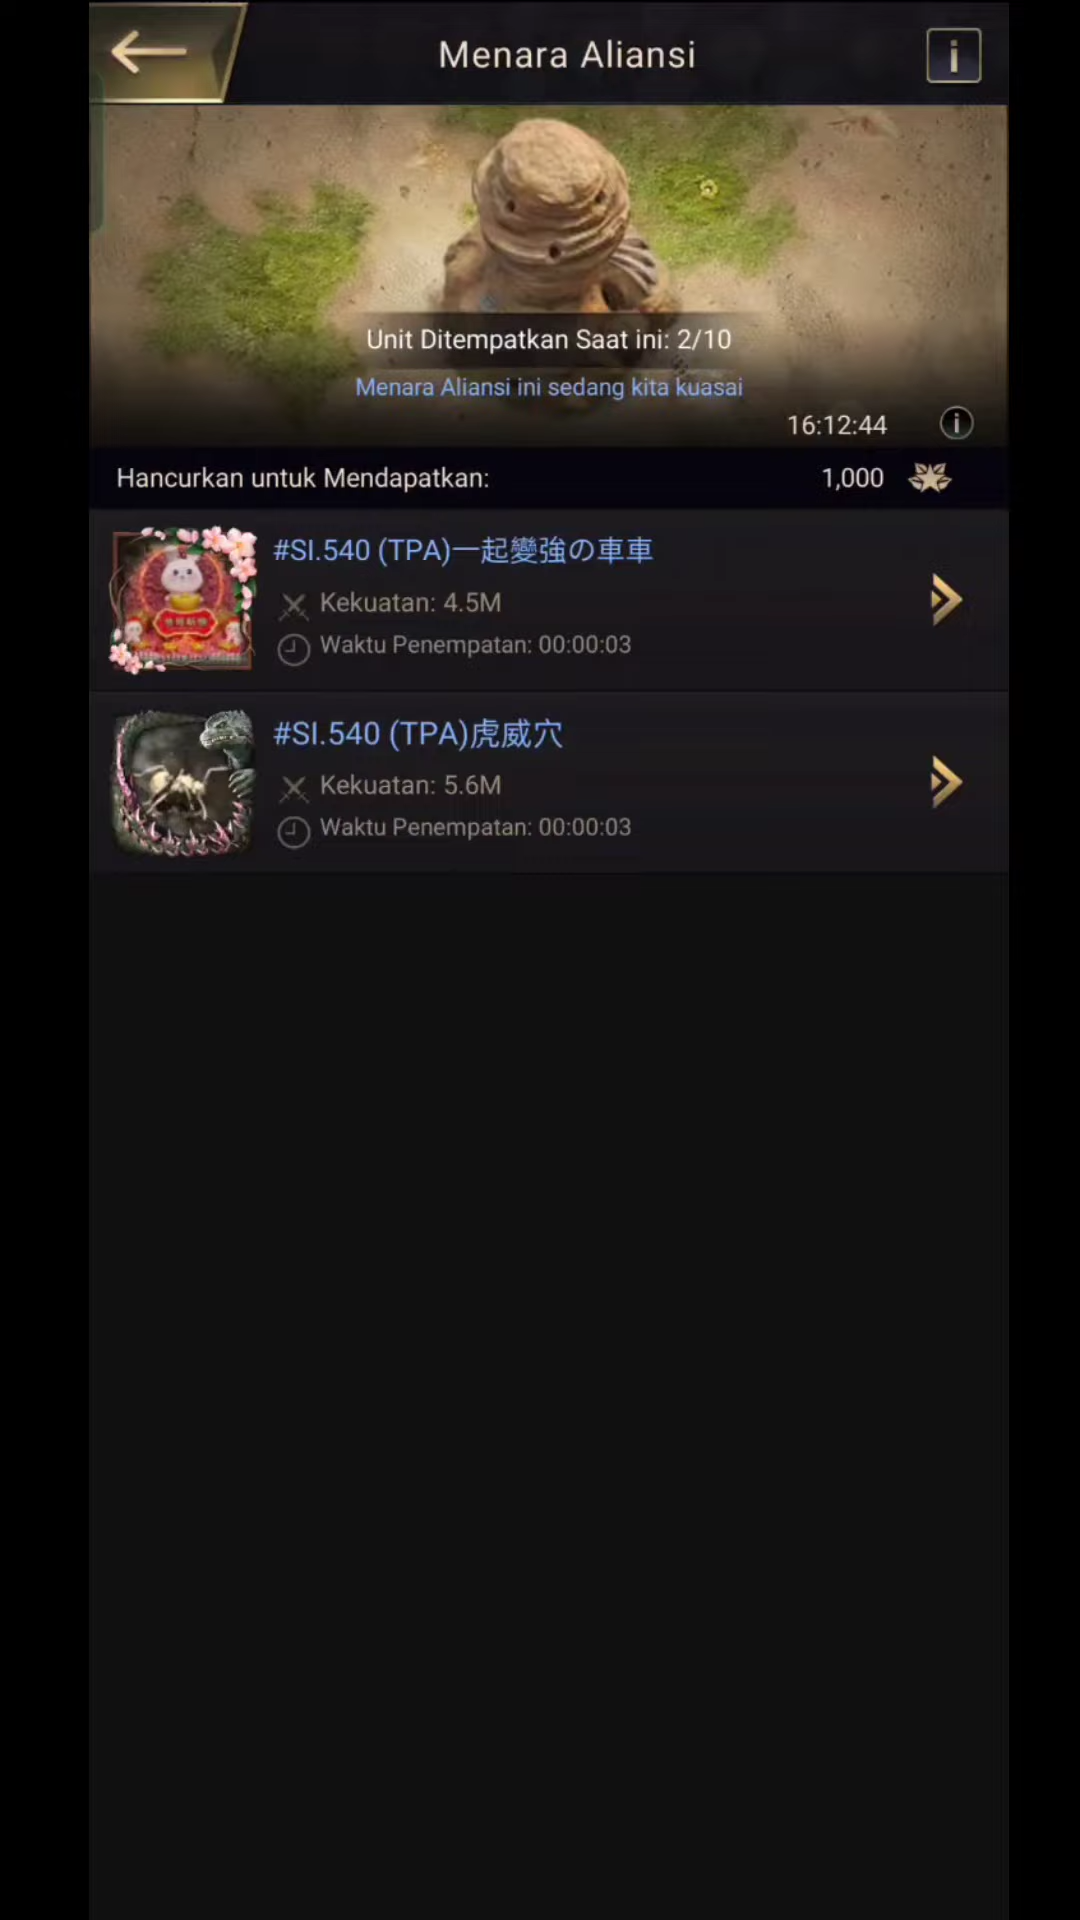 Menara Aliansi
Unit Ditempatkan Saat ini: 2/10
Menara Aliansi ini sedang kita kuasai
16:12:44
Hancurkan untuk Mendapatkan: 1,000
#SI.540 (TPA)一起變強の車車
Kekuatan: 4.5M
Waktu Penempatan: 00:00:03
#SI.540 (TPA)虎威穴
Kekuatan: 5.6M
Waktu Penempatan: 00:00:03